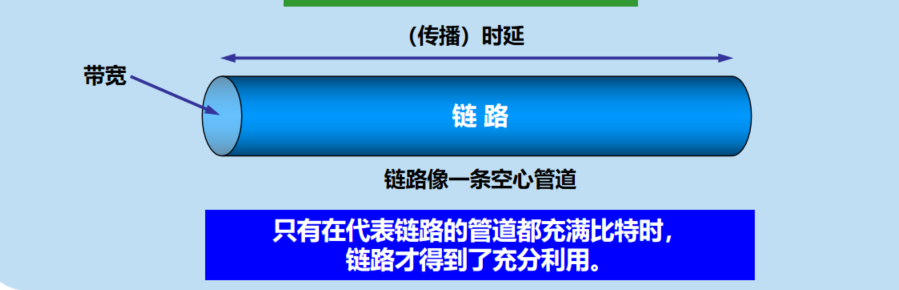 （传播）时延
带宽
链 路
链路像一条空心管道
只有在代表链路的管道都充满比特时，
链路才得到了充分利用。